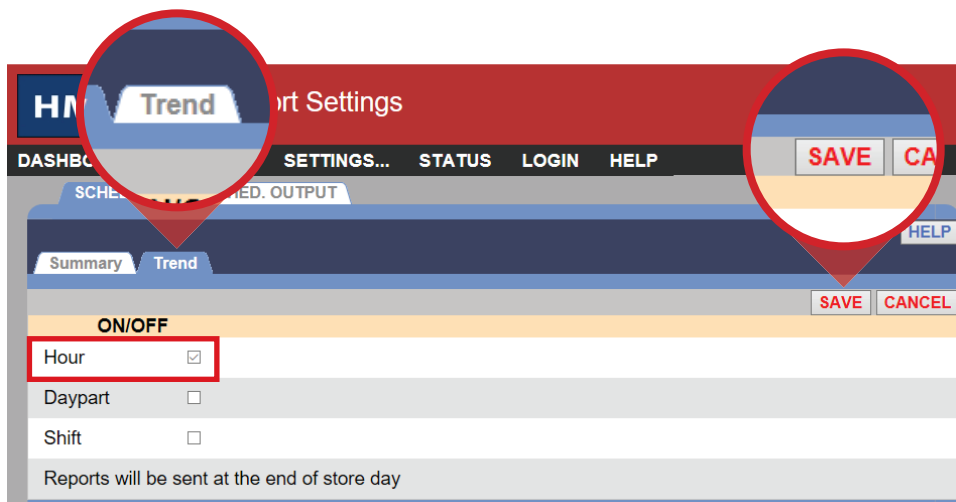 HM
Trend
ort Settings
SAVE CA
DASHBO SETTINGS... STATUS LOGIN HELP
SCHED HED. OUTPUT
HELP
Summary Trend
SAVE CANCEL
ON/OFF
Hour
Daypart
Shift
Reports will be sent at the end of store day